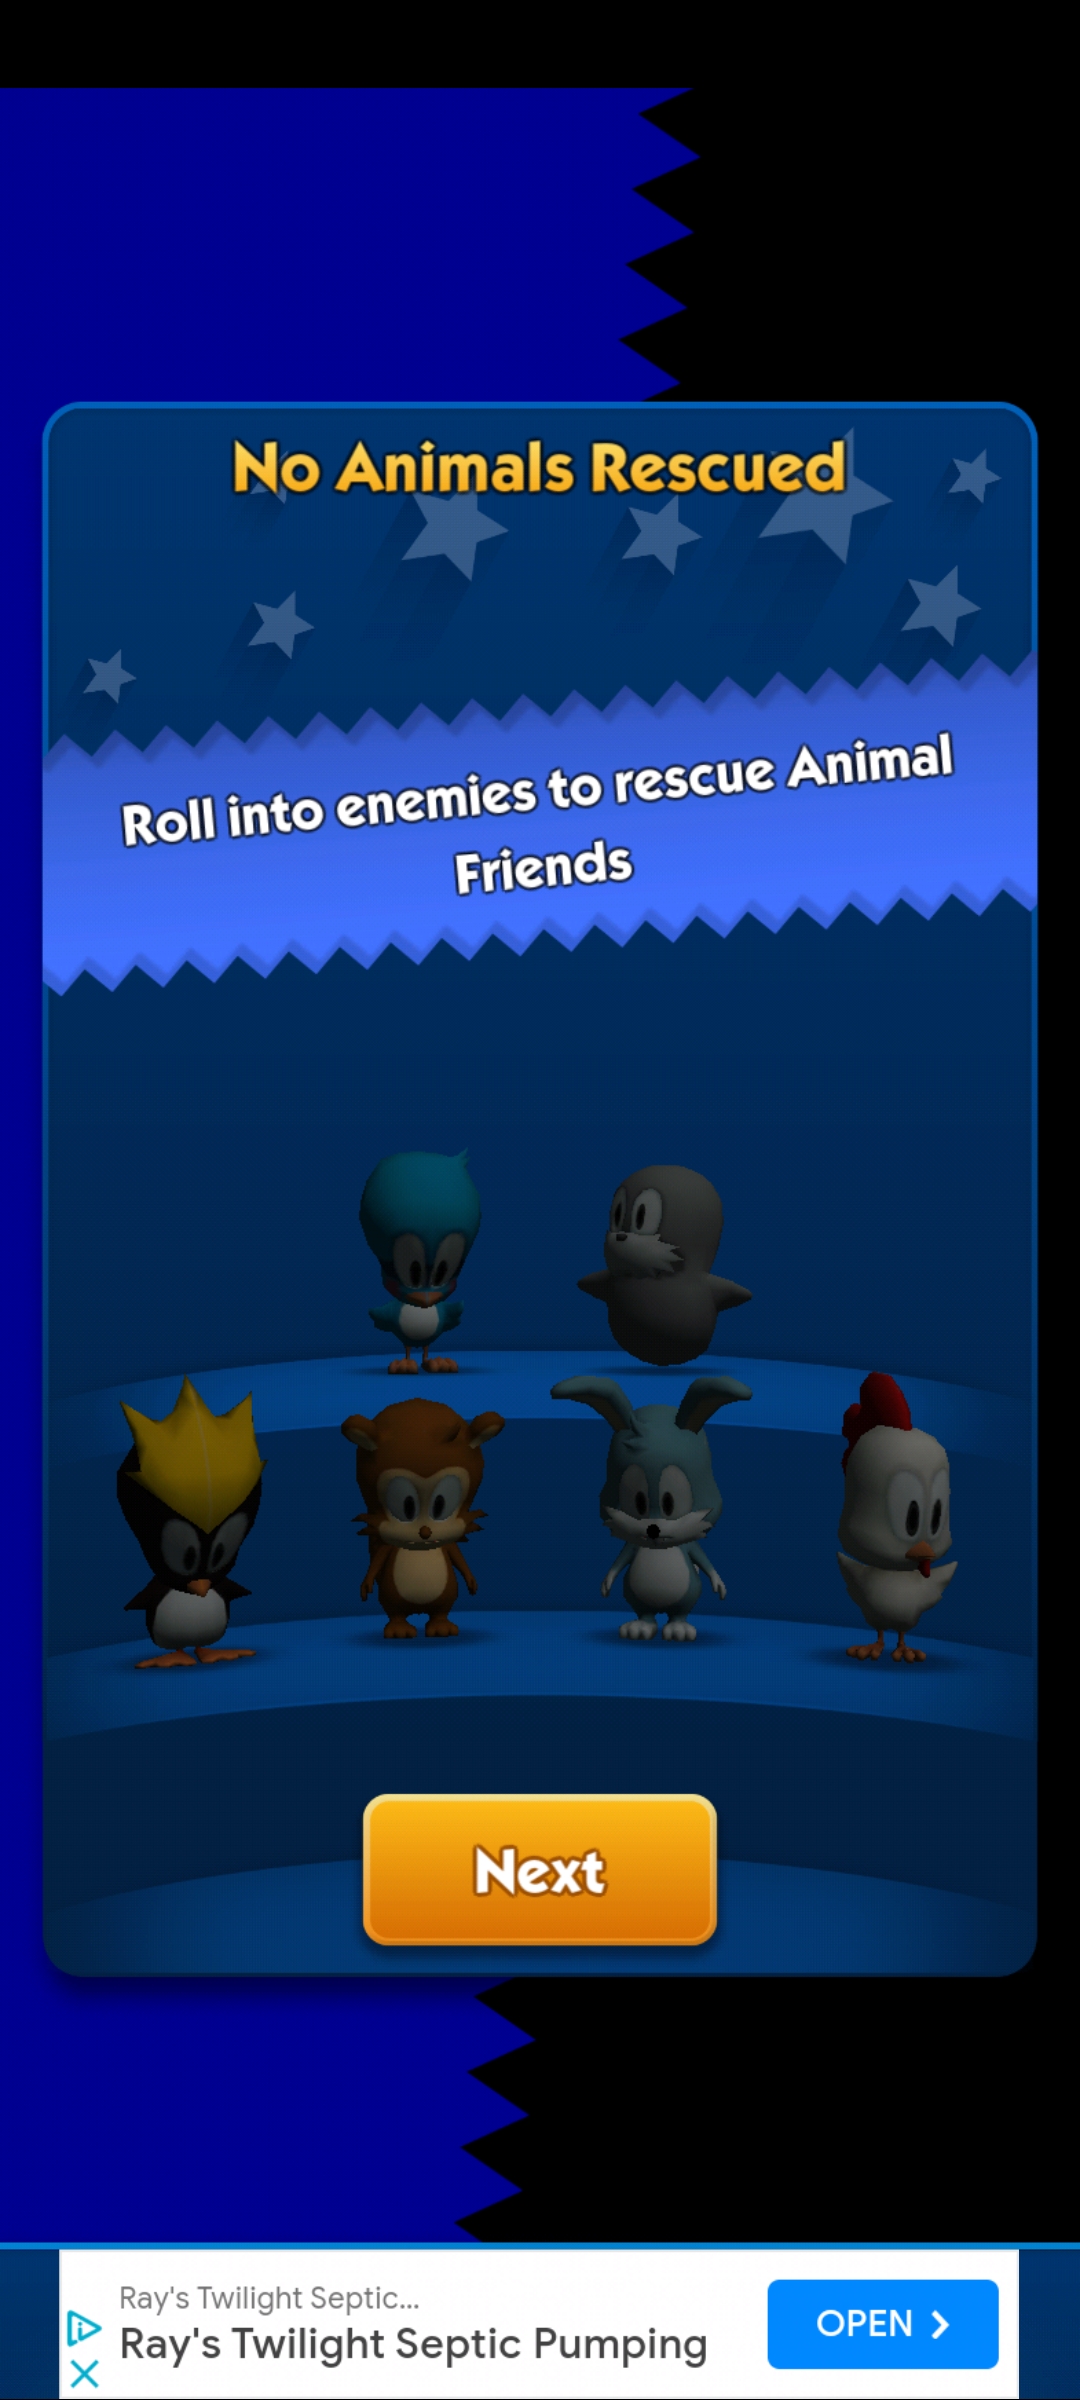 No Animals Rescued
Roll into enemies to rescue Animal
Friends
Next
Ray's Twilight Septic...
Ray's Twilight Septic Pumping
OPEN